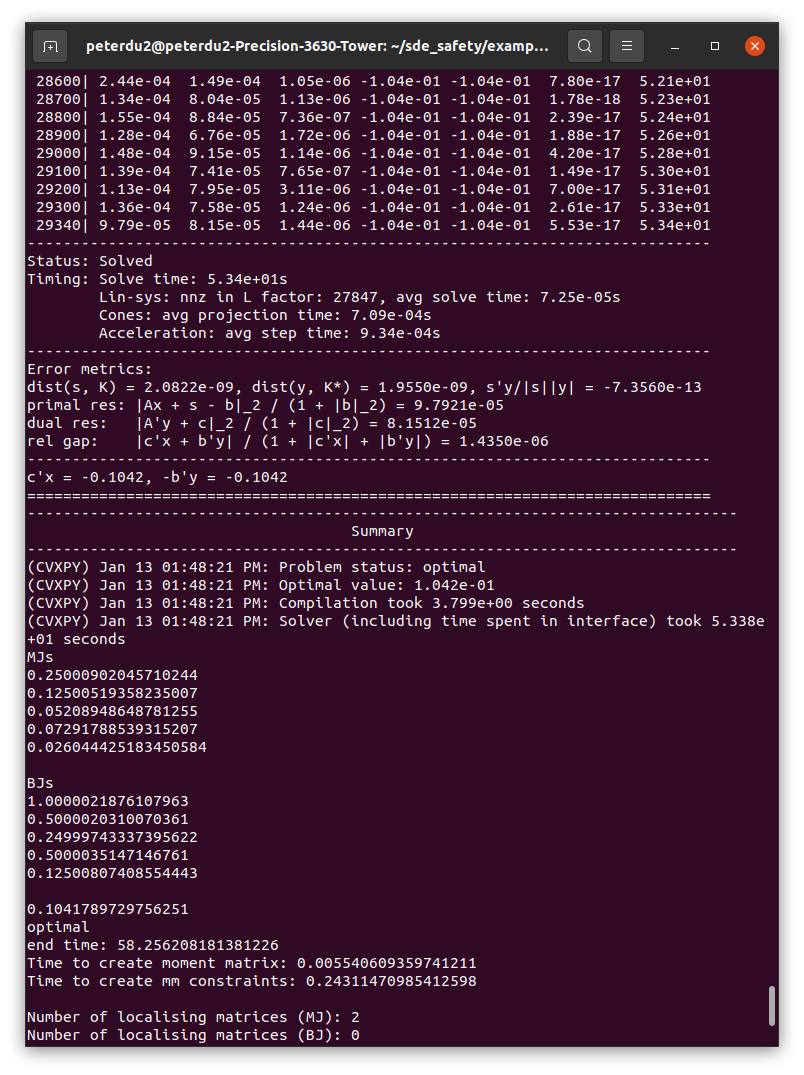 peterdu2@peterdu2-Precision-3630-Tower: ~/sde_safety/examp...
28600| 2.44e-04  1.49e-04  1.05e-06 -1.04e-01 -1.04e-01  7.80e-17  5.21e+01
28700| 1.34e-04  8.04e-05  1.13e-06 -1.04e-01 -1.04e-01  1.78e-18  5.23e+01
28800| 1.55e-04  8.84e-05  7.36e-07 -1.04e-01 -1.04e-01  2.39e-17  5.24e+01
28900| 1.28e-04  6.76e-05  1.72e-06 -1.04e-01 -1.04e-01  1.88e-17  5.26e+01
29000| 1.48e-04  9.15e-05  1.14e-06 -1.04e-01 -1.04e-01  4.20e-17  5.28e+01
29100| 1.39e-04  7.41e-05  7.65e-07 -1.04e-01 -1.04e-01  1.49e-17  5.30e+01
29200| 1.13e-04  7.95e-05  3.11e-06 -1.04e-01 -1.04e-01  7.00e-17  5.31e+01
29300| 1.36e-04  7.58e-05  1.24e-06 -1.04e-01 -1.04e-01  2.61e-17  5.33e+01
29340| 9.79e-05  8.15e-05  1.44e-06 -1.04e-01 -1.04e-01  5.53e-17  5.34e+01
----------------------------------------------------------------------------
Status: Solved
Timing: Solve time: 5.34e+01s
        Lin-sys: nnz in L factor: 27847, avg solve time: 7.25e-05s
        Cones: avg projection time: 7.09e-04s
        Acceleration: avg step time: 9.34e-04s
----------------------------------------------------------------------------
Error metrics:
dist(s, K) = 2.0822e-09, dist(y, K*) = 1.9550e-09, s'y/|s||y| = -7.3560e-13
primal res: |Ax + s - b|_2 / (1 + |b|_2) = 9.7921e-05
dual res:   |A'y + c|_2 / (1 + |c|_2) = 8.1512e-05
rel gap:    |c'x + b'y| / (1 + |c'x| + |b'y|) = 1.4350e-06
----------------------------------------------------------------------------
c'x = -0.1042, -b'y = -0.1042
============================================================================
-------------------------------------------------------------------------------
                                    Summary
-------------------------------------------------------------------------------
(CVXPY) Jan 13 01:48:21 PM: Problem status: optimal
(CVXPY) Jan 13 01:48:21 PM: Optimal value: 1.042e-01
(CVXPY) Jan 13 01:48:21 PM: Compilation took 3.799e+00 seconds
(CVXPY) Jan 13 01:48:21 PM: Solver (including time spent in interface) took 5.338e
+01 seconds
MJs
0.25000902045710244
0.12500519358235007
0.05208948648781255
0.07291788539315207
0.026044425183450584
BJs
1.0000021876107963
0.5000020310070361
0.24999743337395622
0.5000035147146761
0.12500807408554443
0.1041789729756251
optimal
end time: 58.256208181381226
Time to create moment matrix: 0.005540609359741211
Time to create mm constraints: 0.24311470985412598
Number of localising matrices (MJ): 2
Number of localising matrices (BJ): 0